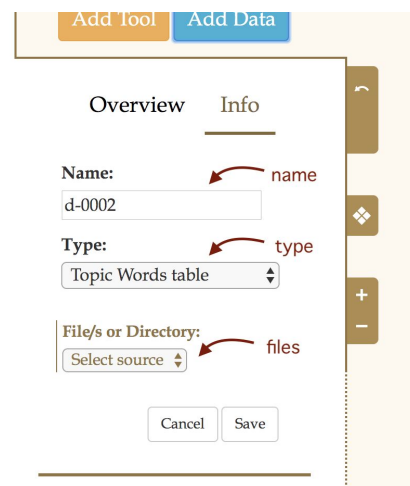 Add Tool Add Data
Overview Info
Name:
name
d-0002
Type:
type
Topic Words table
File/s or Directory:
files
Select source
Cancel Save
+
−